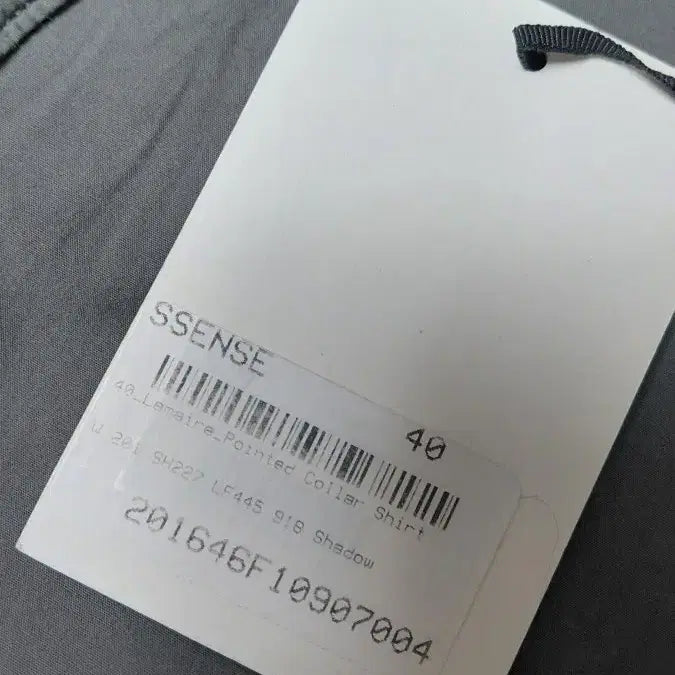 SSENSE
40
40_Lemaire_Pointed Collar Shirt
W 201 SH227 LF445 918 Shadow
201646F10907004